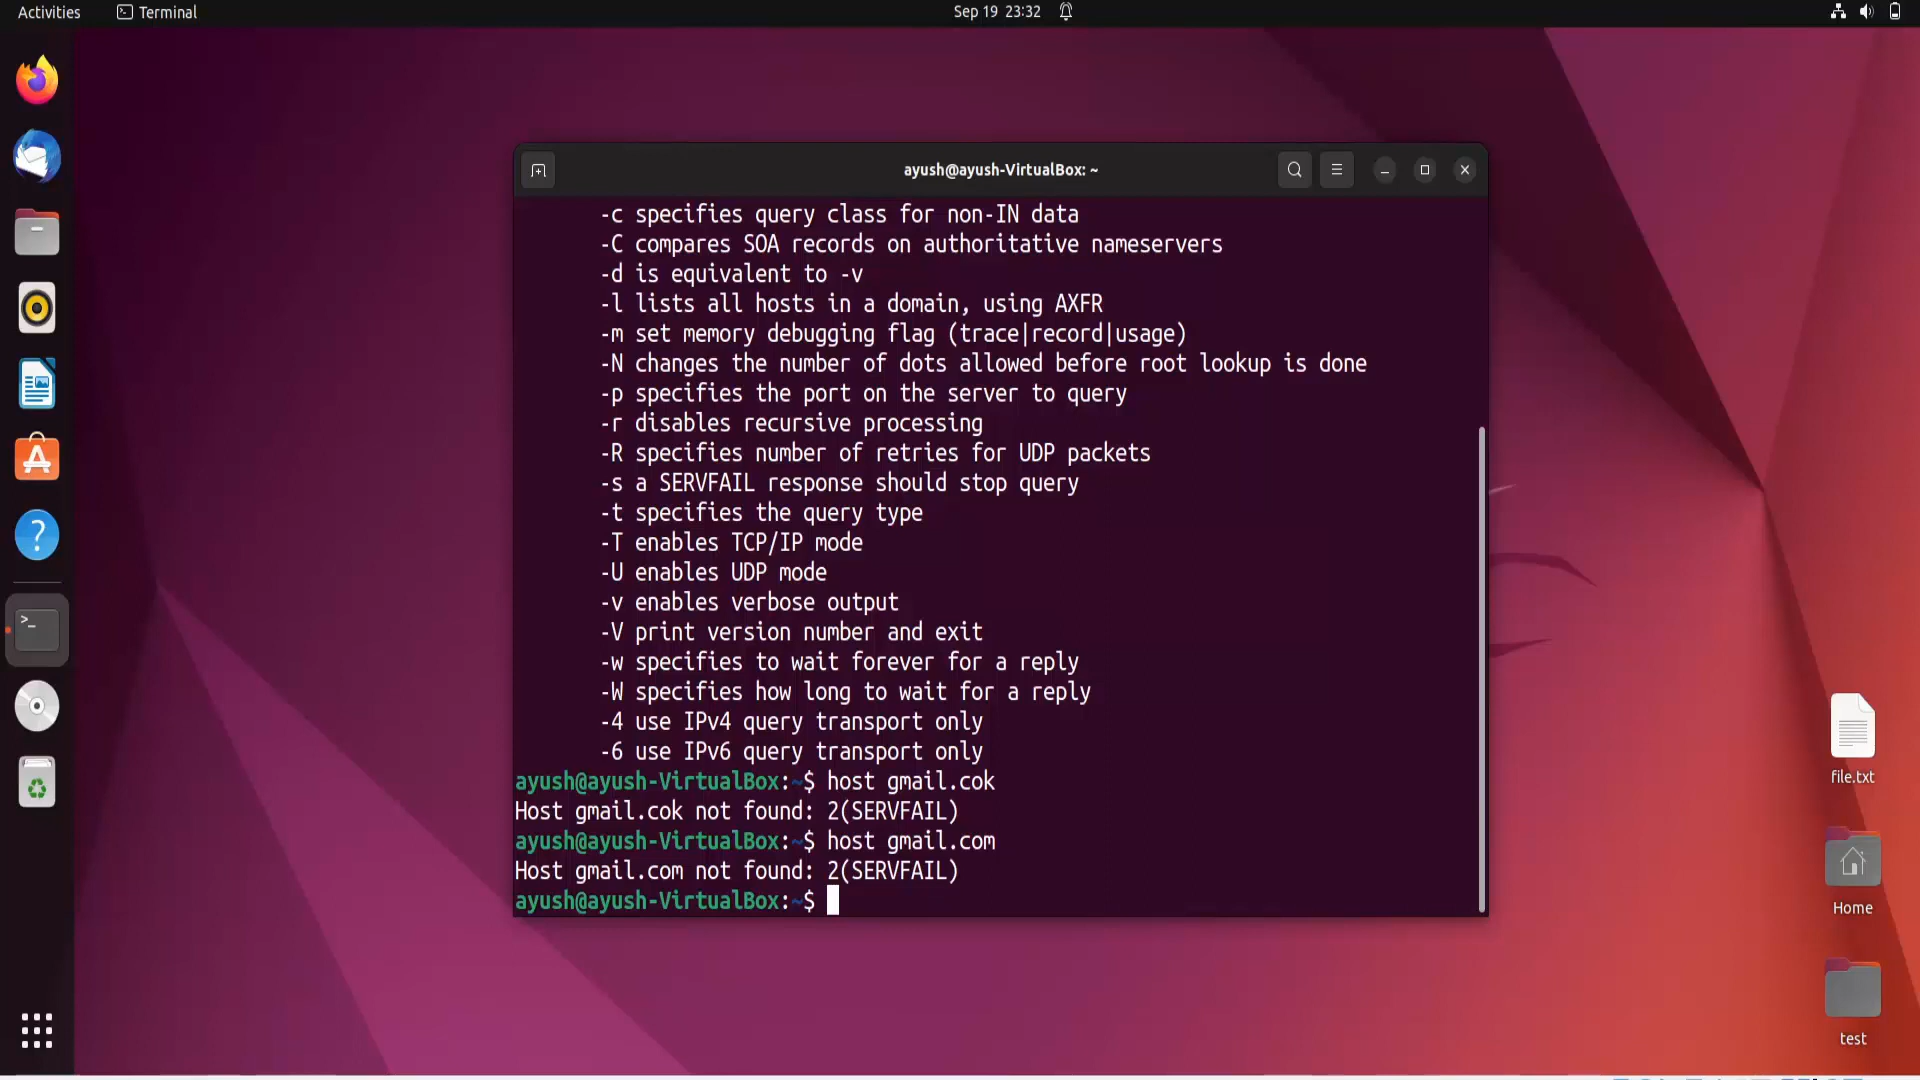 Activities
Terminal
Sep 19 23:32
ayush@ayush-VirtualBox: ~
-c specifies query class for non-IN data
-C compares SOA records on authoritative nameservers
-d is equivalent to -v
-l lists all hosts in a domain, using AXFR
-m set memory debugging flag (trace|record|usage)
-N changes the number of dots allowed before root lookup is done
-p specifies the port on the server to query
-r disables recursive processing
-R specifies number of retries for UDP packets
-s a SERVFAIL response should stop query
-t specifies the query type
-T enables TCP/IP mode
-U enables UDP mode
-v enables verbose output
-V print version number and exit
-w specifies to wait forever for a reply
-W specifies how long to wait for a reply
-4 use IPv4 query transport only
-6 use IPv6 query transport only
ayush@ayush-VirtualBox:~$ host gmail.cok
Host gmail.cok not found: 2(SERVFAIL)
ayush@ayush-VirtualBox:~$ host gmail.com
Host gmail.com not found: 2(SERVFAIL)
ayush@ayush-VirtualBox:~$
file.txt
Home
test